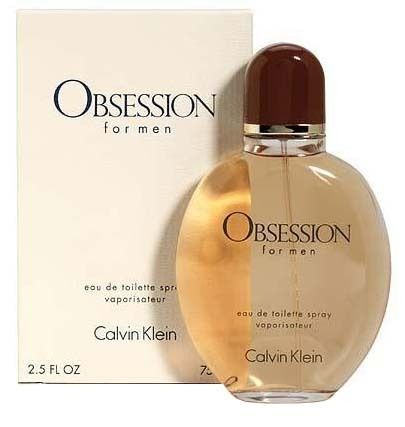 OBSESSION
for men
eau de toilette
vaporisateur
Calvin Klein
2.5 FL OZ
OBSESSION
for men
eau de toilette spray
vaporisateur
Calvin Klein